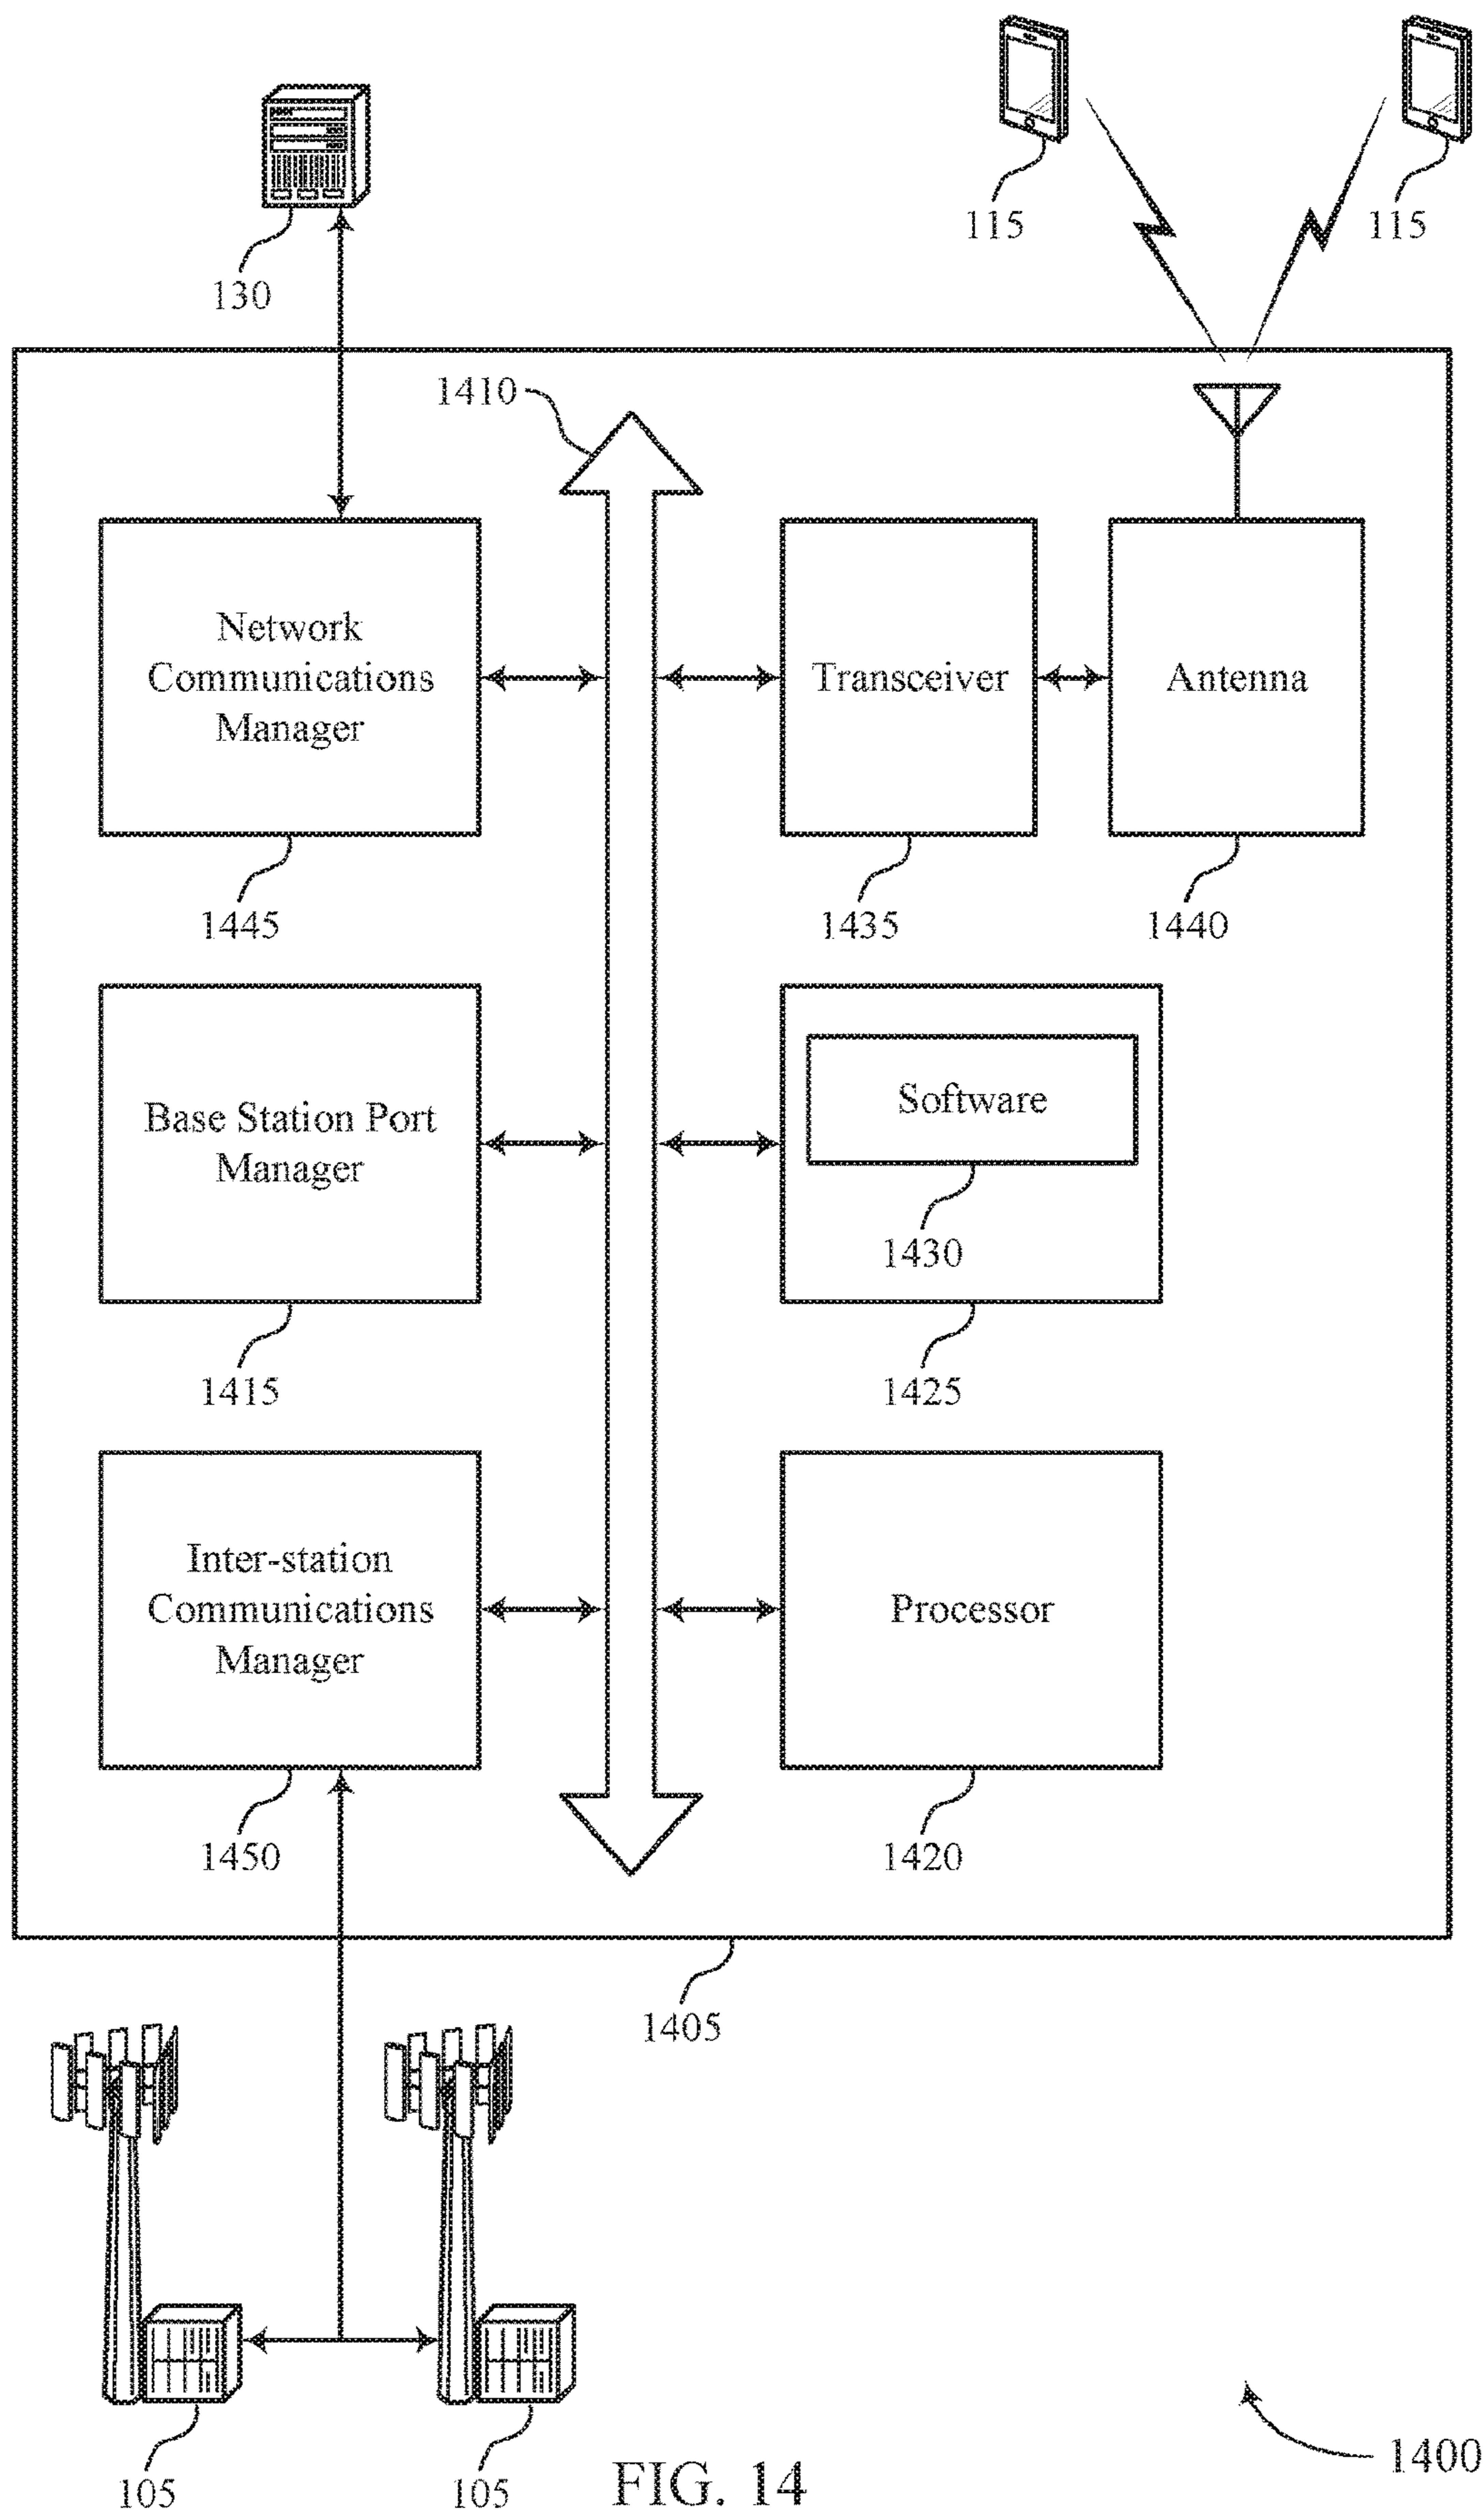 115
115
130
1410
Network
Communications
Manager
Transceiver
Antenna
1445
1435
1440
Base Station Port
Manager
Software
1430
1415
1425
Inter-station
Communications
Manager
Processor
1450
1420
1405
105
105
FIG. 14
1400